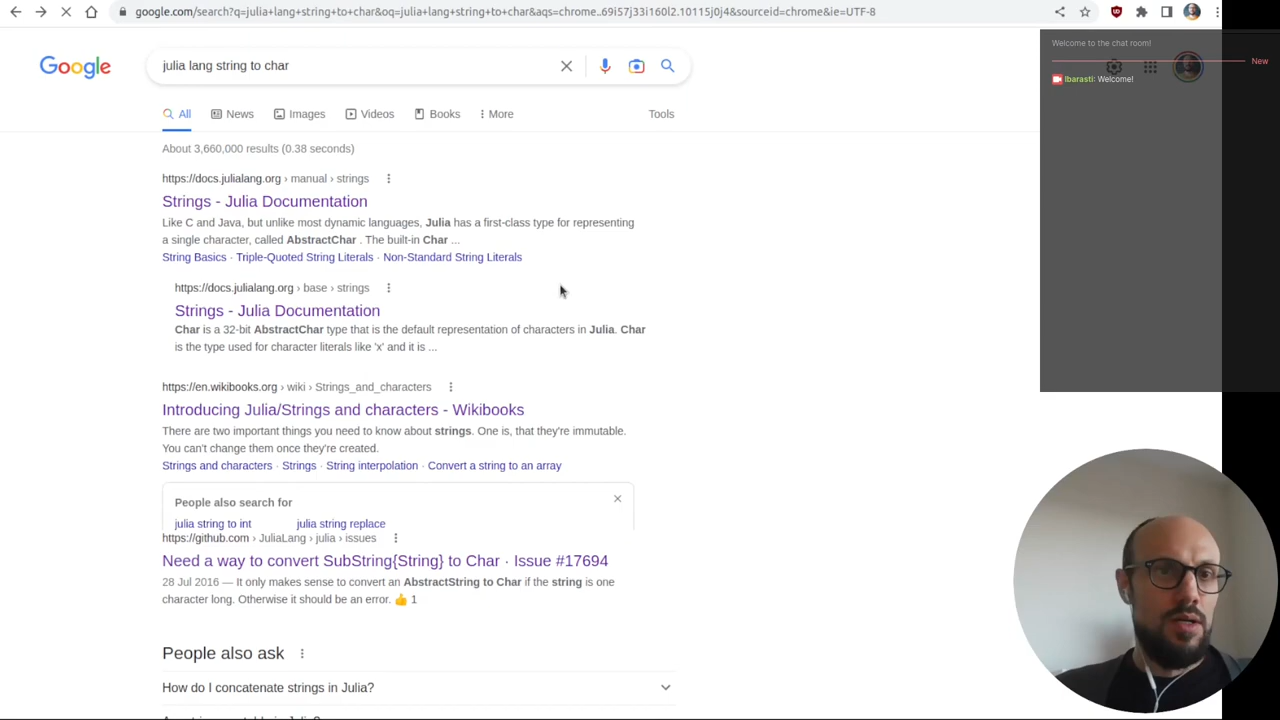 google.com/search?q=julia+lang+string+to+char&oq=julia+lang+string+to+char&aqs=chrome..69i57j33i160l2.10115j0j4&sourceid=chrome&ie=UTF-8
Welcome to the chat room!
New
lbarasti: Welcome!
Google
julia lang string to char
All
News
Images
Videos
Books
More
Tools
About 3,660,000 results (0.38 seconds)
https://docs.julialang.org › manual › strings
Strings - Julia Documentation
Like C and Java, but unlike most dynamic languages, Julia has a first-class type for representing
a single character, called AbstractChar . The built-in Char ...
String Basics · Triple-Quoted String Literals · Non-Standard String Literals
https://docs.julialang.org › base › strings
Strings - Julia Documentation
Char is a 32-bit AbstractChar type that is the default representation of characters in Julia. Char
is the type used for character literals like 'x' and it is ...
https://en.wikibooks.org › wiki › Strings_and_characters
Introducing Julia/Strings and characters - Wikibooks
There are two important things you need to know about strings. One is, that they're immutable.
You can't change them once they're created.
Strings and characters · Strings · String interpolation · Convert a string to an array
People also search for
julia string to int
julia string replace
https://github.com › JuliaLang › julia › issues
Need a way to convert SubString{String} to Char · Issue #17694
28 Jul 2016 — It only makes sense to convert an AbstractString to Char if the string is one
character long. Otherwise it should be an error. 👍 1
People also ask
How do I concatenate strings in Julia?